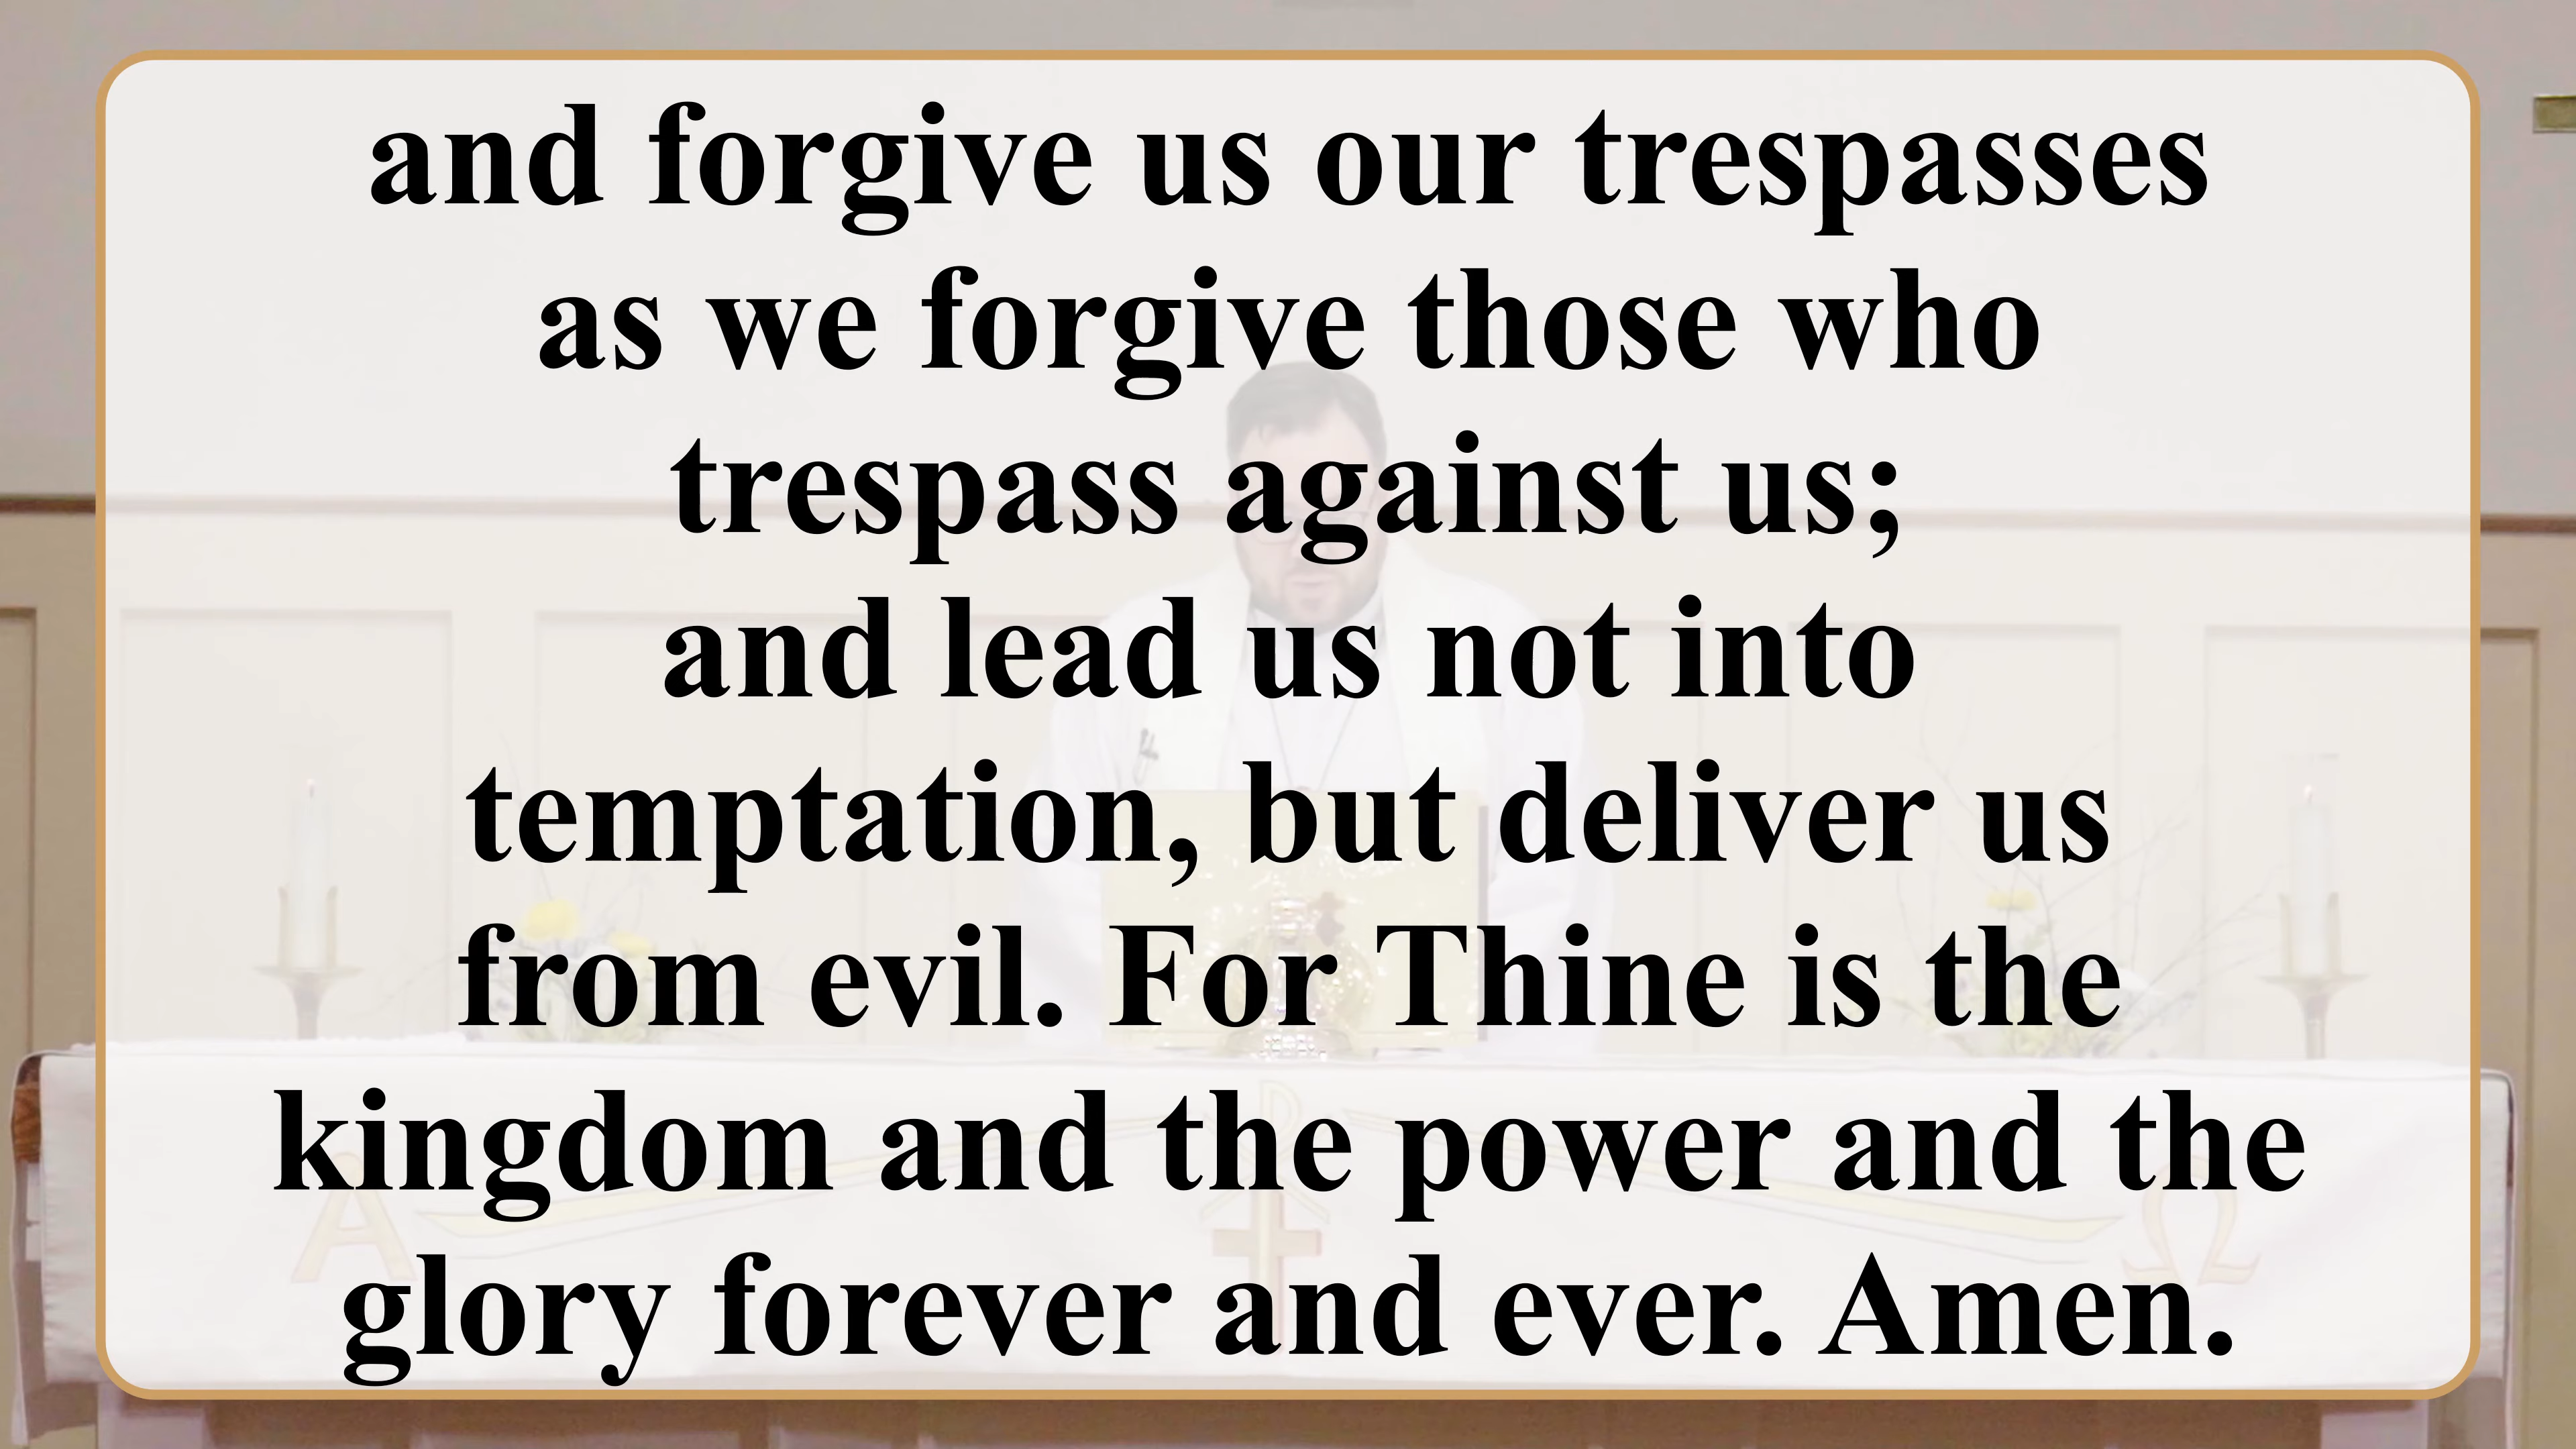 and forgive us our trespasses
as we forgive those who
trespass against us;
and lead us not into
temptation, but deliver us
from evil. For Thine is the
kingdom and the power and the
glory forever and ever. Amen.
Α Ω